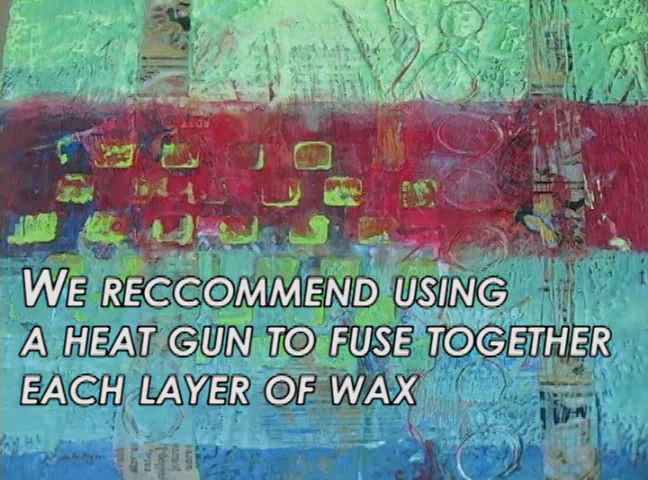 WE RECCOMMEND USING
A HEAT GUN TO FUSE TOGETHER
EACH LAYER OF WAX